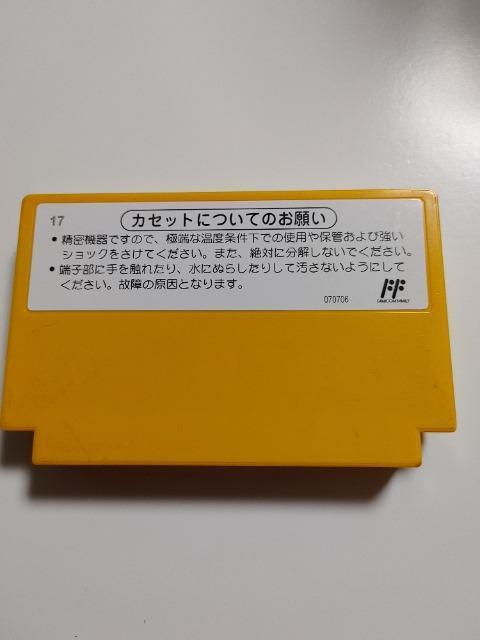 17
カセットについてのお願い
• 精密機器ですので、極端な温度条件下での使用や保管および強い
ショックをさけてください。また、絶対に分解しないでください。
• 端子部に手を触れたり、水にぬらしたりして汚さないようにして
ください。故障の原因となります。
070706
FF
FAMICOM FAMILY